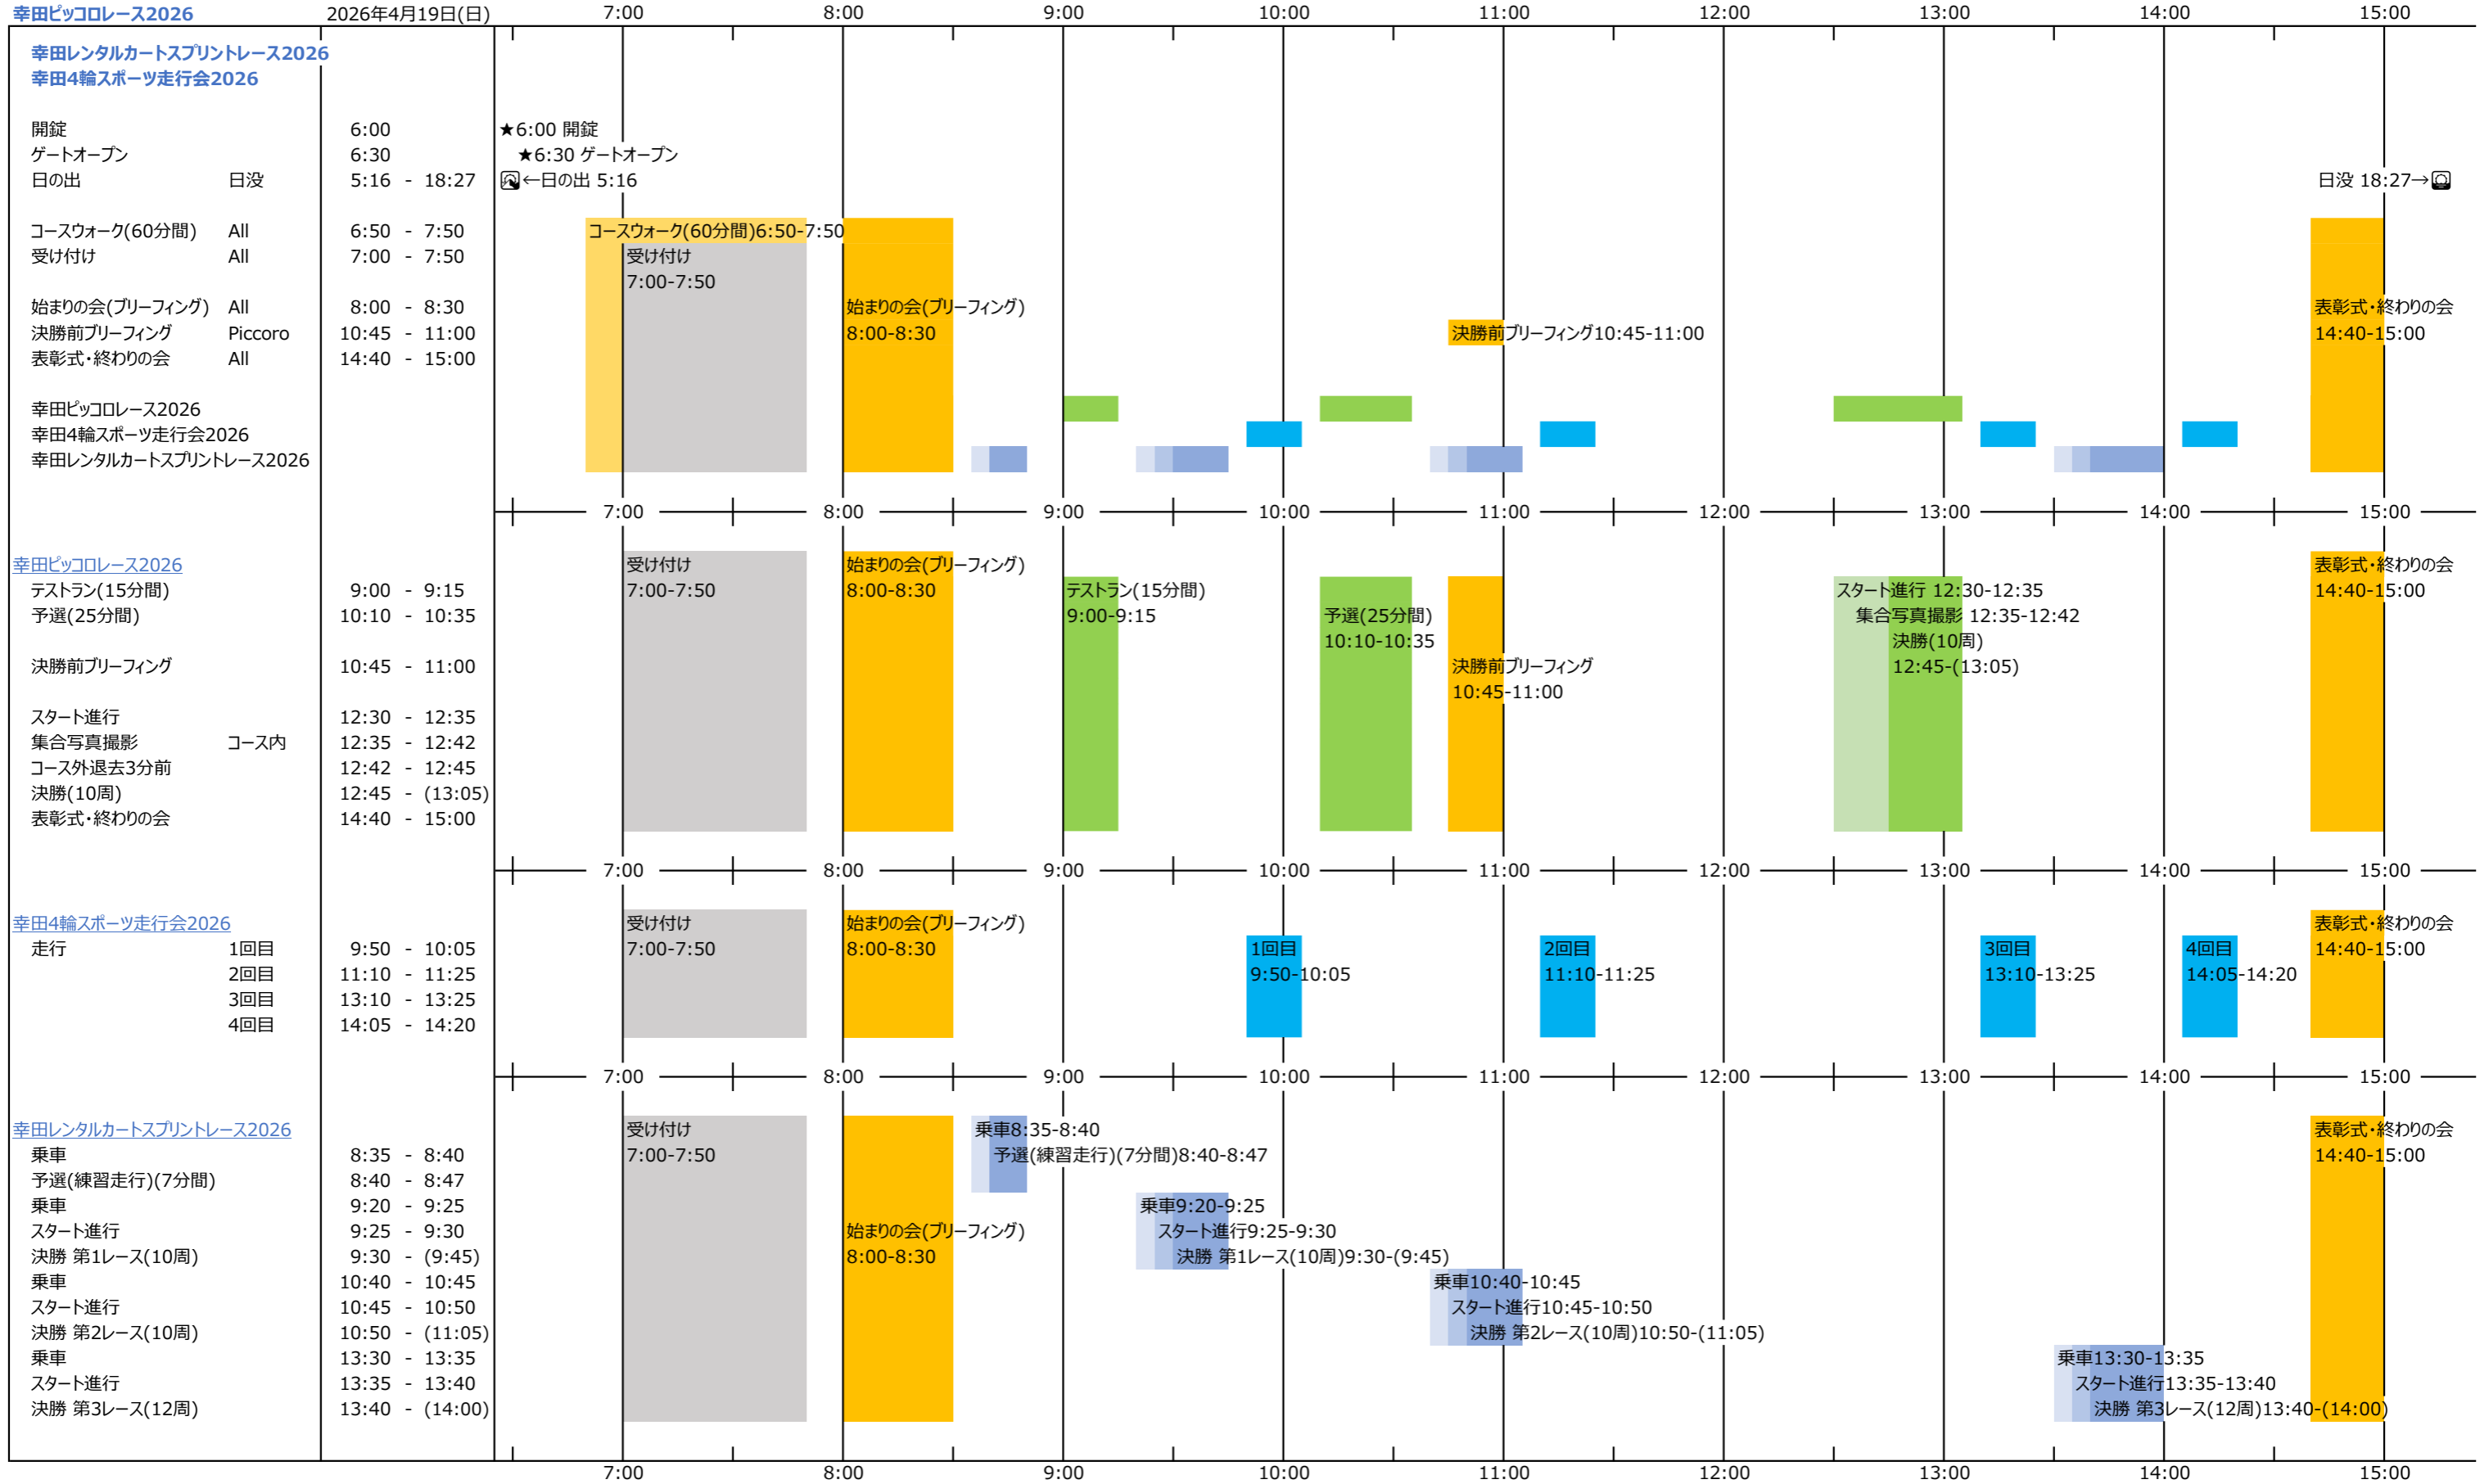 幸田ピッコロレース2026 2026年4月19日(日) 7:00 8:00 9:00 10:00 11:00 12:00 13:00 14:00 15:00
幸田レンタルカートスプリントレース2026
幸田4輪スポーツ走行会2026
開錠 6:00 ★6:00 開錠
ゲートオープン 6:30 ★6:30 ゲートオープン
日の出 日没 5:16 - 18:27 ←日の出 5:16 日没 18:27→
コースウォーク(60分間) All 6:50 - 7:50 コースウォーク(60分間)6:50-7:50
受け付け All 7:00 - 7:50 受け付け
7:00-7:50
始まりの会(ブリーフィング) All 8:00 - 8:30 始まりの会(ブリーフィング) 表彰式・終わりの会
決勝前ブリーフィング Piccoro 10:45 - 11:00 8:00-8:30 決勝前ブリーフィング10:45-11:00 14:40-15:00
表彰式・終わりの会 All 14:40 - 15:00
幸田ピッコロレース2026
幸田4輪スポーツ走行会2026
幸田レンタルカートスプリントレース2026
7:00 8:00 9:00 10:00 11:00 12:00 13:00 14:00 15:00
幸田ピッコロレース2026 受け付け 始まりの会(ブリーフィング) 表彰式・終わりの会
テストラン(15分間) 9:00 - 9:15 7:00-7:50 8:00-8:30 テストラン(15分間) スタート進行 12:30-12:35 14:40-15:00
予選(25分間) 10:10 - 10:35 9:00-9:15 予選(25分間) 集合写真撮影 12:35-12:42
10:10-10:35 決勝(10周)
決勝前ブリーフィング 10:45 - 11:00 決勝前ブリーフィング 12:45-(13:05)
10:45-11:00
スタート進行 12:30 - 12:35
集合写真撮影 コース内 12:35 - 12:42
コース外退去3分前 12:42 - 12:45
決勝(10周) 12:45 - (13:05)
表彰式・終わりの会 14:40 - 15:00
7:00 8:00 9:00 10:00 11:00 12:00 13:00 14:00 15:00
幸田4輪スポーツ走行会2026 受け付け 始まりの会(ブリーフィング) 表彰式・終わりの会
走行 1回目 9:50 - 10:05 7:00-7:50 8:00-8:30 1回目 2回目 3回目 4回目 14:40-15:00
2回目 11:10 - 11:25 9:50-10:05 11:10-11:25 13:10-13:25 14:05-14:20
3回目 13:10 - 13:25
4回目 14:05 - 14:20
7:00 8:00 9:00 10:00 11:00 12:00 13:00 14:00 15:00
幸田レンタルカートスプリントレース2026 受け付け 乗車8:35-8:40 表彰式・終わりの会
乗車 8:35 - 8:40 7:00-7:50 予選(練習走行)(7分間)8:40-8:47 14:40-15:00
予選(練習走行)(7分間) 8:40 - 8:47
乗車 9:20 - 9:25 乗車9:20-9:25
スタート進行 9:25 - 9:30 始まりの会(ブリーフィング) スタート進行9:25-9:30
決勝 第1レース(10周) 9:30 - (9:45) 8:00-8:30 決勝 第1レース(10周)9:30-(9:45)
乗車 10:40 - 10:45 乗車10:40-10:45
スタート進行 10:45 - 10:50 スタート進行10:45-10:50
決勝 第2レース(10周) 10:50 - (11:05) 決勝 第2レース(10周)10:50-(11:05)
乗車 13:30 - 13:35 乗車13:30-13:35
スタート進行 13:35 - 13:40 スタート進行13:35-13:40
決勝 第3レース(12周) 13:40 - (14:00) 決勝 第3レース(12周)13:40-(14:00)
7:00 8:00 9:00 10:00 11:00 12:00 13:00 14:00 15:00